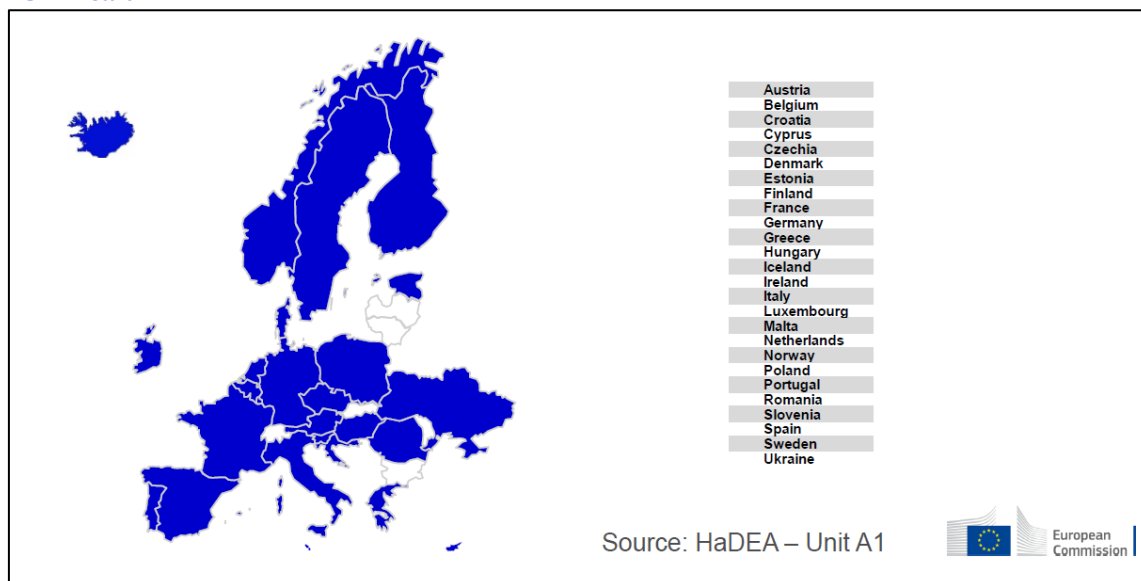 Austria
Belgium
Croatia
Cyprus
Czechia
Denmark
Estonia
Finland
France
Germany
Greece
Hungary
Iceland
Ireland
Italy
Luxembourg
Malta
Netherlands
Norway
Poland
Portugal
Romania
Slovenia
Spain
Sweden
Ukraine
Source: HaDEA – Unit A1
European
Commission